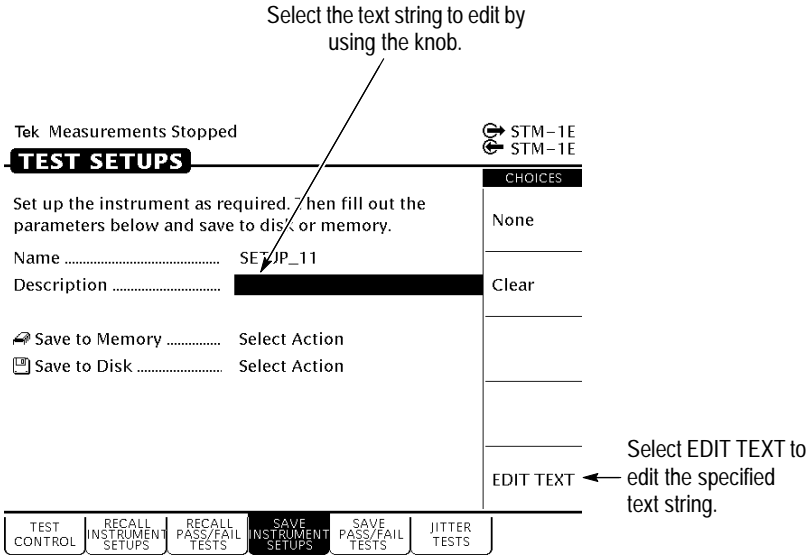 Select the text string to edit by
using the knob.
Tek Measurements Stopped
STM–1E
STM–1E
TEST SETUPS
CHOICES
Set up the instrument as required. Then fill out the
parameters below and save to disk or memory.
None
Name ........................................ SETUP_11
Description ............................ Clear
Save to Memory .............. Select Action
Save to Disk ...................... Select Action
EDIT TEXT
Select EDIT TEXT to
edit the specified
text string.
TEST
CONTROL
RECALL
INSTRUMENT
SETUPS
RECALL
PASS/FAIL
TESTS
SAVE
INSTRUMENT
SETUPS
SAVE
PASS/FAIL
TESTS
JITTER
TESTS